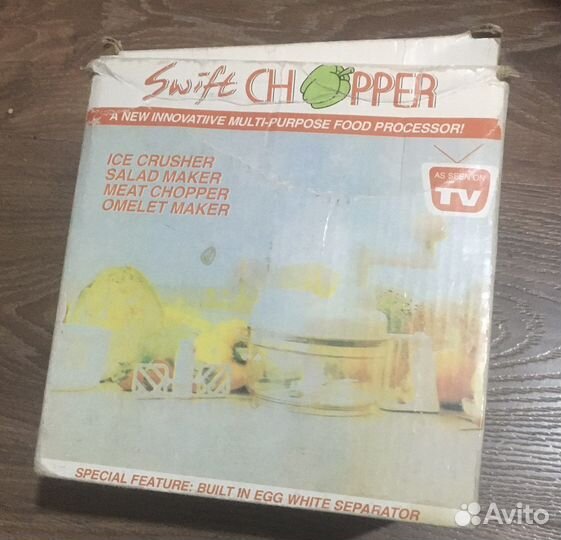 Swift CHOPPER
A NEW INNOVATIIVE MULTI-PURPOSE FOOD PROCESSOR!
ICE CRUSHER
SALAD MAKER
MEAT CHOPPER
OMELET MAKER
AS SEEN ON
TV
SPECIAL FEATURE: BUILT IN EGG WHITE SEPARATOR
Avito